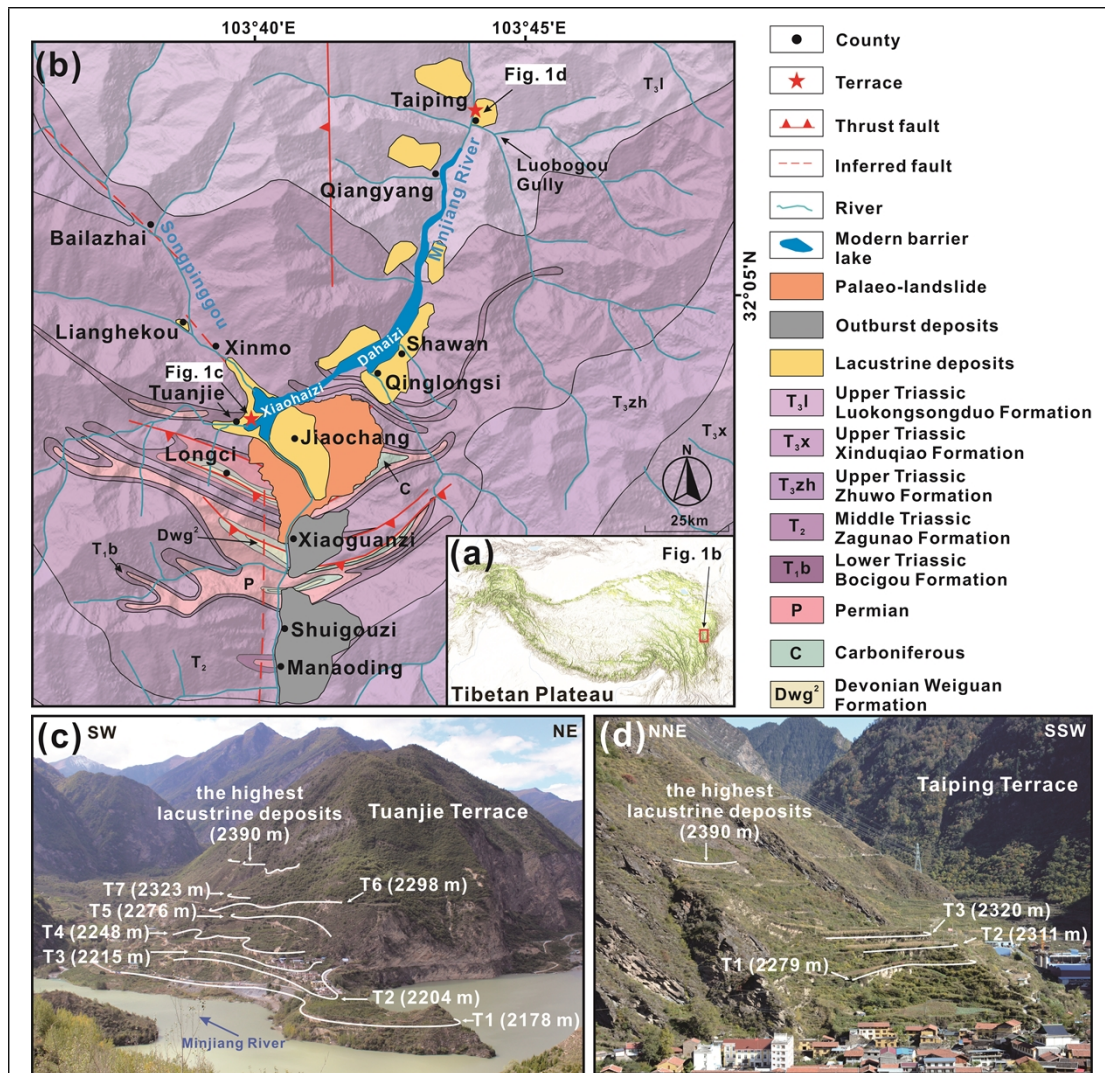 103°40'E
103°45'E
(b)
Fig. 1d
Taiping
T₃l
Luobogou
Gully
Qiangyang
Minjiang River
Bailazhai
Songpinggou
32°05'N
Lianghekou
Xinmo
Dahaizi
Shawan
Fig. 1c
Qinglongsi
Tuanjie
Xiaohaizi
T₃zh
T₃x
Jiaochang
Longci
C
N
25km
Dwg²
Xiaoguanzi
T₁b
P
Shuigouzi
T₂
Manaoding
(a)
Fig. 1b
Tibetan Plateau
County
Terrace
Thrust fault
Inferred fault
River
Modern barrier
lake
Palaeo-landslide
Outburst deposits
Lacustrine deposits
T₃l Upper Triassic
Luokongsongduo Formation
T₃x Upper Triassic
Xinduqiao Formation
T₃zh Upper Triassic
Zhuwo Formation
T₂ Middle Triassic
Zagunao Formation
T₁b Lower Triassic
Bocigou Formation
P Permian
C Carboniferous
Dwg² Devonian Weiguan
Formation
(c) SW
NE
the highest
lacustrine deposits
(2390 m)
Tuanjie Terrace
T7 (2323 m)
T6 (2298 m)
T5 (2276 m)
T4 (2248 m)
T3 (2215 m)
T2 (2204 m)
T1 (2178 m)
Minjiang River
(d) NNE
SSW
the highest
lacustrine deposits
(2390 m)
Taiping Terrace
T3 (2320 m)
T2 (2311 m)
T1 (2279 m)